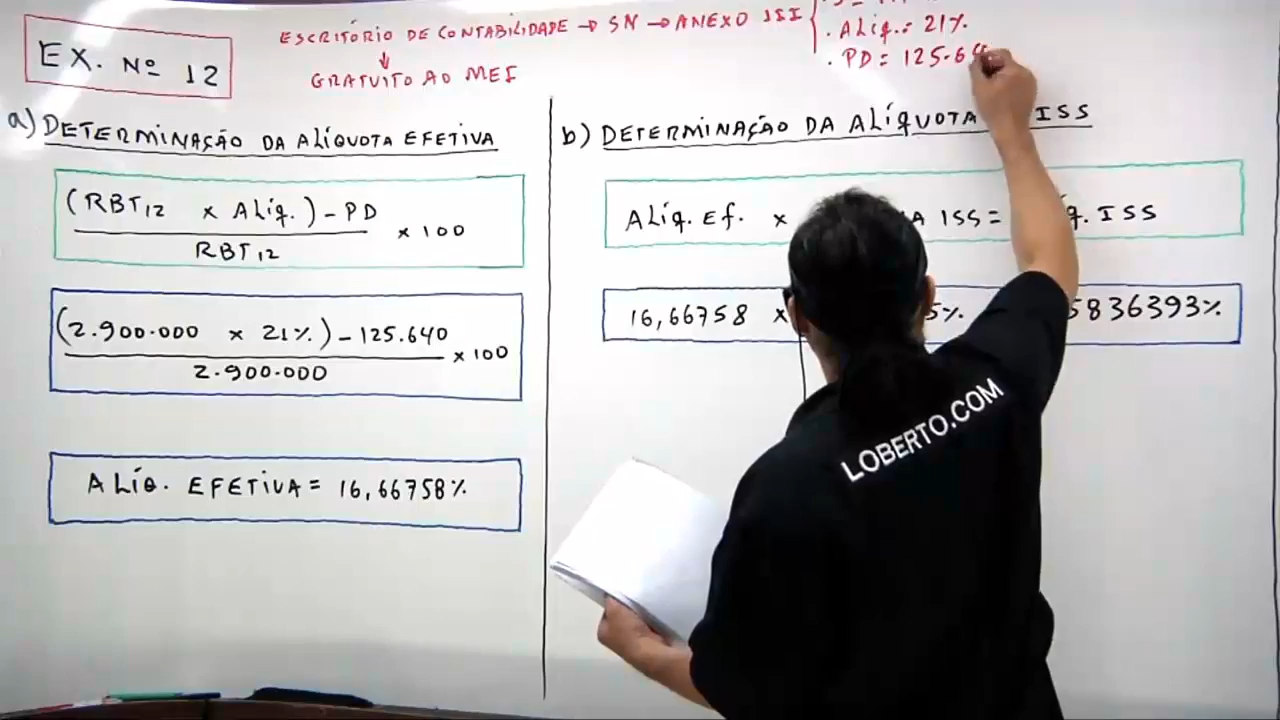 EX. Nº 12
ESCRITÓRIO DE CONTABILIDADE → SN → ANEXO III
↓
GRATUITO AO MEI
. ALíq.: 21%
. PD = 125.64
a) DETERMINAÇÃO DA ALÍQUOTA EFETIVA
(RBT12 x ALíq.) - PD
RBT12
x 100
(2.900.000 x 21%) - 125.640
2.900.000
x 100
ALÍQ. EFETIVA = 16,66758%
b) DETERMINAÇÃO DA ALÍQUOTA ISS
ALíq. Ef. x ISS = q. ISS
16,66758 x 5%. 5836393%
LOBERTO.COM